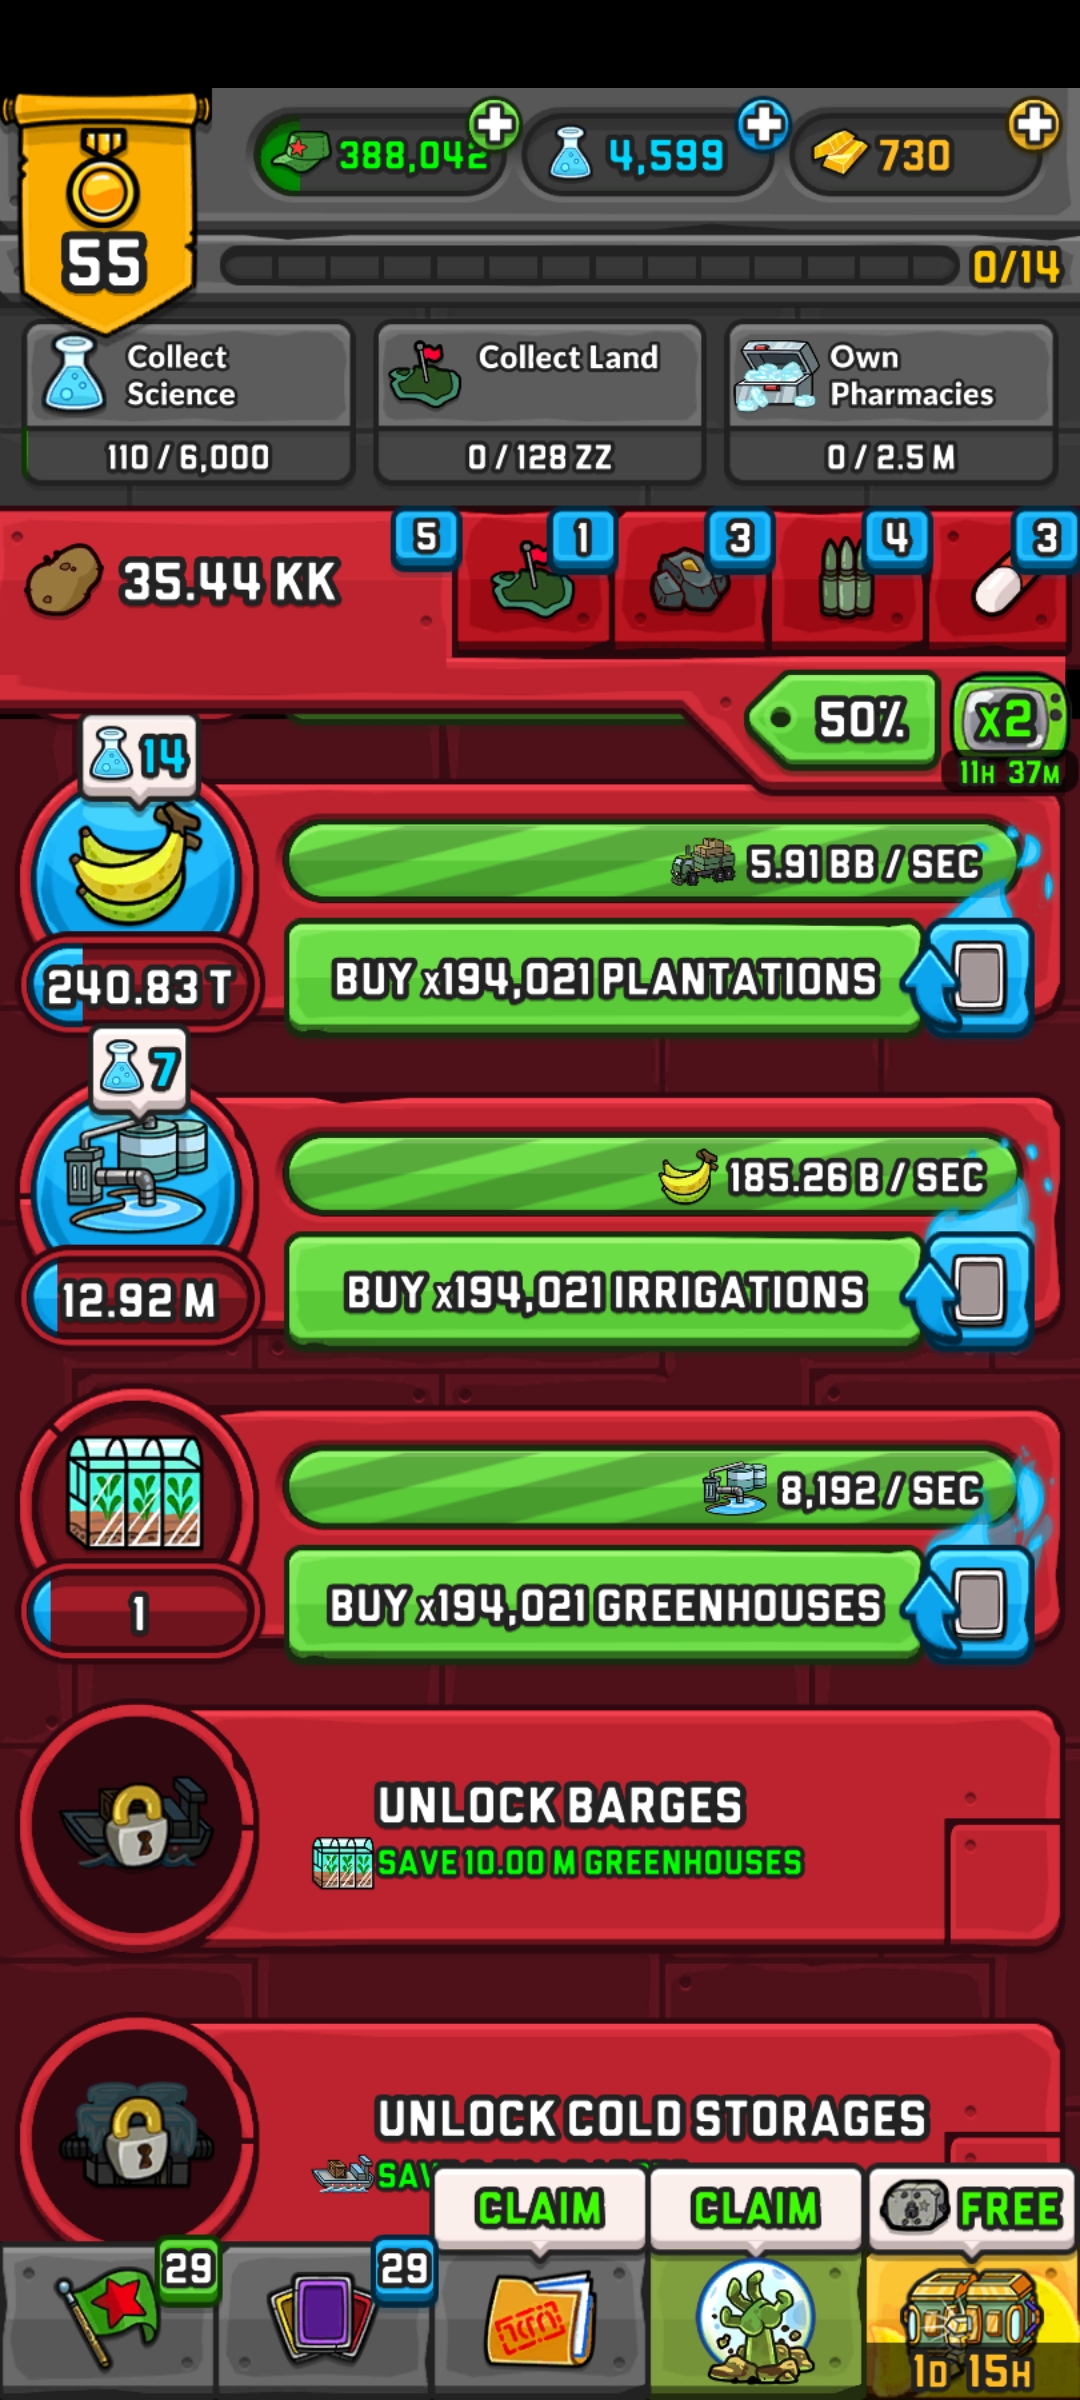 388,042
4,599
730
55
0/14
Collect
Science
110 / 6,000
Collect Land
0 / 128 ZZ
Own
Pharmacies
0 / 2.5 M
35.44 KK
5
1
3
4
3
50%
x2
11H 37M
14
5.91 BB / SEC
240.83 T
BUY x194,021 PLANTATIONS
7
185.26 B / SEC
12.92 M
BUY x194,021 IRRIGATIONS
8,192 / SEC
1
BUY x194,021 GREENHOUSES
UNLOCK BARGES
SAVE 10.00 M GREENHOUSES
UNLOCK COLD STORAGES
CLAIM
CLAIM
FREE
29
29
1D 15H